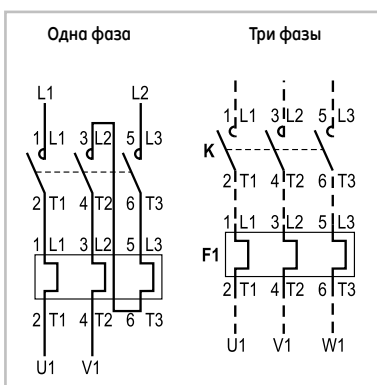 Одна фаза Три фазы
L1 L2
1 L1 3 L2 5 L3 1 L1 3 L2 5 L3
K
2 T1 4 T2 6 T3 2 T1 4 T2 6 T3
1 L1 3 L2 5 L3 1 L1 3 L2 5 L3
F1
2 T1 4 T2 6 T3 2 T1 4 T2 6 T3
U1 V1 U1 V1 W1